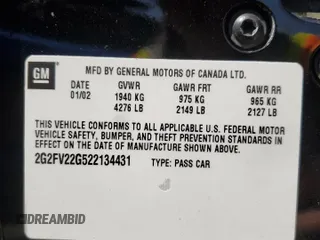 GM
MFD BY GENERAL MOTORS OF CANADA LTD.
DATE GVWR GAWR FRT GAWR RR
01/02 1940 KG 975 KG 965 KG
4276 LB 2149 LB 2127 LB
THIS VEHICLE CONFORMS TO ALL APPLICABLE U.S. FEDERAL MOTOR
VEHICLE SAFETY, BUMPER, AND THEFT PREVENTION STANDARDS IN
EFFECT ON THE DATE OF MANUFACTURE SHOWN ABOVE.
2G2FV22G522134431 TYPE: PASS CAR
DREAMBID